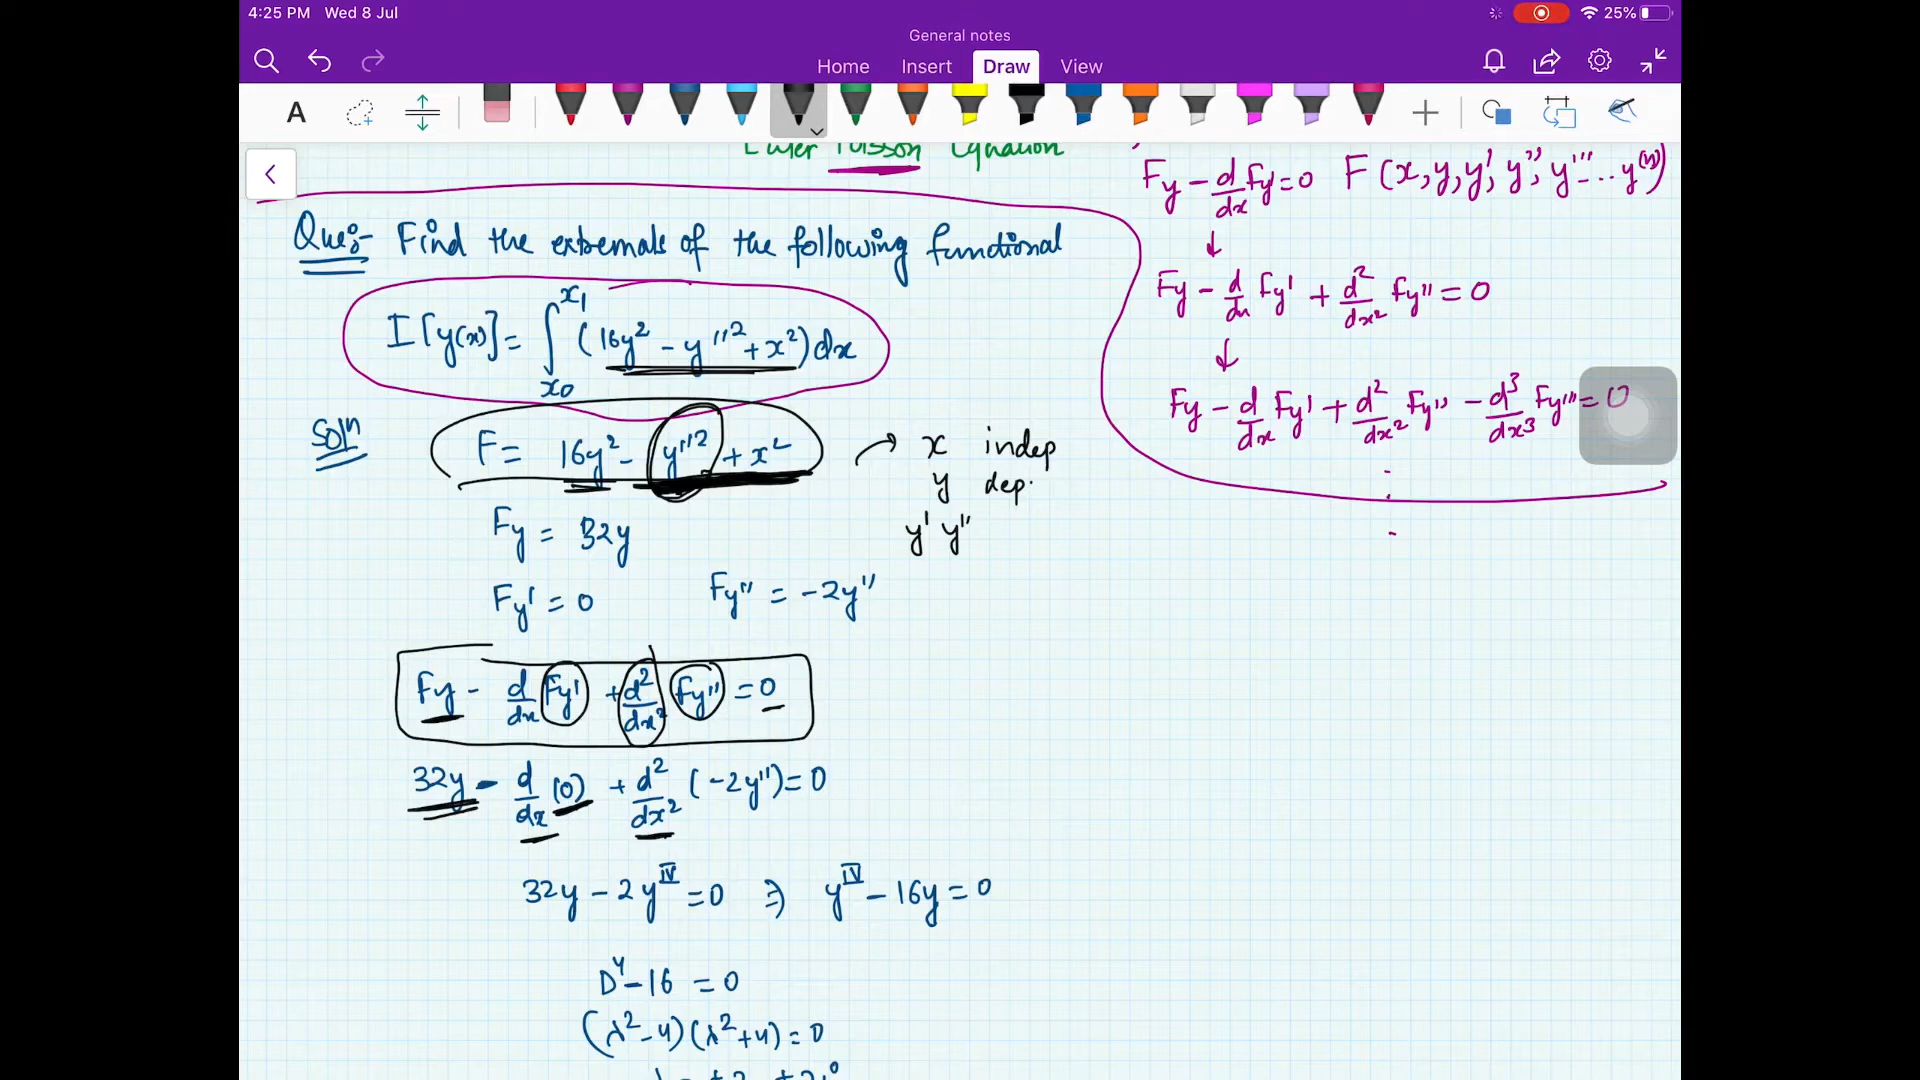 4:25 PM Wed 8 Jul
25%
General notes
Home Insert Draw View
A
Euler Poisson Equation
Ques:- Find the extremals of the following functional
I[y(x)] = ∫x₀^x₁ (16y² - y''² + x²) dx
Soln
F = 16y² - y''² + x²
x indep
y dep.
y' y''
Fy = 32y
Fy' = 0 Fy'' = -2y''
Fy - d/dx Fy' + d²/dx² Fy'' = 0
32y - d/dx (0) + d²/dx² (-2y'') = 0
32y - 2y^IV = 0 ⇒ y^IV - 16y = 0
D⁴ - 16 = 0
(λ² - 4)(λ² + 4) = 0
Fy - d/dx Fy' = 0 F(x, y, y', y'', y''' ... y^(n))
↓
Fy - d/dx Fy' + d²/dx² Fy'' = 0
↓
Fy - d/dx Fy' + d²/dx² Fy'' - d³/dx³ Fy''' = 0